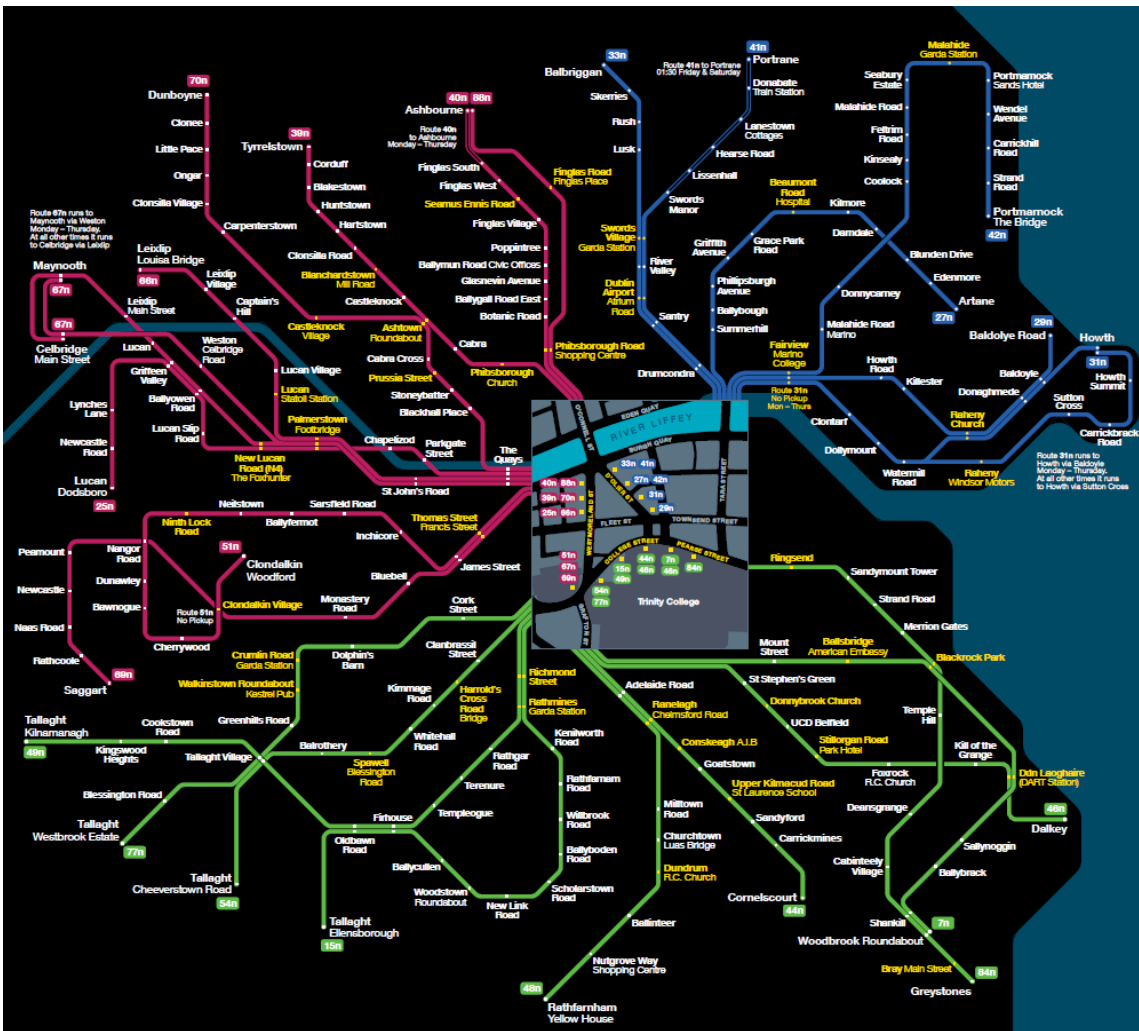 33n
Balbriggan
Skerries
Rush
Lusk
Swords
Village
Garda Station
River
Valley
Dublin
Airport
Atrium
Road
Santry
Drumcondra
41n
Portrane
Route 41n to Portrane
01:30 Friday & Saturday
Donabate
Train Station
Lanestown
Cottages
Hearse Road
Lissenhall
Swords
Manor
Malahide
Garda Station
Seabury
Estate
Malahide Road
Feltrim
Road
Kinsealy
Coolock
Portmarnock
Sands Hotel
Wendel
Avenue
Carrickhill
Road
Strand
Road
Portmarnock
The Bridge
42n
Beaumont
Road
Hospital
Kilmore
Darndale
Griffith
Avenue
Grace Park
Road
Blunden Drive
Edenmore
Artane
27n
Phillipsburgh
Avenue
Ballybough
Summerhill
Donnycarney
Malahide Road
Marino
Fairview
Marino
College
Route 31n
No Pickup
Mon – Thurs
29n
Baldolye Road
Howth
31n
Howth
Summit
Baldoyle
Donaghmede
Sutton
Cross
Carrickbrack
Road
Howth
Road
Killester
Raheny
Church
Clontarf
Dollymount
Watermill
Road
Raheny
Windsor Motors
Route 31n runs to
Howth via Baldoyle
Monday – Thursday.
At all other times it runs
to Howth via Sutton Cross
70n
Dunboyne
Clonee
Little Pace
Ongar
Clonsilla Village
Carpenterstown
Castleknock
Village
39n
Tyrrelstown
Corduff
Blakestown
Huntstown
Hartstown
Clonsilla Road
Blanchardstown
Mill Road
Castleknock
Ashtown
Roundabout
Cabra
Cabra Cross
Phibsborough
Church
Prussia Street
Stoneybatter
Blackhall Place
40n 88n
Ashbourne
Route 40n
to Ashbourne
Monday – Thursday
Finglas South
Finglas West
Seamus Ennis Road
Finglas Village
Finglas Road
Finglas Place
Poppintree
Ballymun Road Civic Offices
Glasnevin Avenue
Ballygall Road East
Botanic Road
Phibsborough Road
Shopping Centre
Route 67n runs to
Maynooth via Weston
Monday – Thursday.
At all other times it runs
to Celbridge via Leixlip
Maynooth
67n
67n
Celbridge
Main Street
Leixlip
Louisa Bridge
66n
Leixlip
Village
Captain's
Hill
Leixlip
Main Street
Lucan
Weston
Celbridge
Road
Griffeen
Valley
Lucan Village
Lucan
Statoil Station
Ballyowen
Road
Lynches
Lane
Lucan Slip
Road
Palmerstown
Footbridge
Newcastle
Road
New Lucan
Road (N4)
The Foxhunter
Chapelizod
Parkgate
Street
The
Quays
St John's Road
Lucan
Dodsboro
25n
Neilstown
Sarsfield Road
Ninth Lock
Road
Ballyfermot
Inchicore
Thomas Street
Francis Street
Peamount
Nangor
Road
51n
Clondalkin
Woodford
James Street
Bluebell
Newcastle
Dunawley
Monastery
Road
Clondalkin Village
Bawnogue
Route 51n
No Pickup
Naas Road
Cherrywood
Rathcoole
69n
Saggart
O'CONNELL ST
EDEN QUAY
RIVER LIFFEY
BURGH QUAY
D'OLIER ST
TARA STREET
33n 41n
27n 42n
31n
29n
40n 88n
39n 70n
25n 66n
WESTMORELAND ST
FLEET ST
TOWNSEND STREET
COLLEGE STREET
PEARSE STREET
51n
67n
69n
15n
49n
44n
48n
7n
46n
84n
54n
77n
Trinity College
GRAFTON ST
Cork
Street
Clanbrassil
Street
Dolphin's
Barn
Crumlin Road
Garda Station
Walkinstown Roundabout
Kestrel Pub
Greenhills Road
Kimmage
Road
Harrold's
Cross
Road
Bridge
Whitehall
Road
Richmond
Street
Rathmines
Garda Station
Tallaght
Kilnamanagh
49n
Cookstown
Road
Kingswood
Heights
Tallaght Village
Balrothery
Spawell
Blessington
Road
Blessington Road
Tallaght
Westbrook Estate
77n
Tallaght
Cheeverstown Road
54n
Rathgar
Road
Terenure
Templeogue
Firhouse
Oldbawn
Road
Ballycullen
Woodstown
Roundabout
New Link
Road
Tallaght
Ellensborough
15n
Kenilworth
Road
Rathfarnam
Road
Willbrook
Road
Ballyboden
Road
Scholarstown
Road
Adelaide Road
Ranelagh
Chelmsford Road
Conskeagh A.I.B
Goatstown
Upper Kilmacud Road
St Laurence School
Sandyford
Carrickmines
Cornelscourt
44n
Milltown
Road
Churchtown
Luas Bridge
Dundrum
R.C. Church
Ballinteer
Nutgrove Way
Shopping Centre
48n
Rathfarnham
Yellow House
Ringsend
Sandymount Tower
Strand Road
Merrion Gates
Mount
Street
Ballsbridge
American Embassy
Blackrock Park
St Stephen's Green
Donnybrook Church
UCD Belfield
Stillorgan Road
Park Hotel
Temple
Hill
Foxrock
R.C. Church
Kill of the
Grange
Ddn Laoghaire
(DART Station)
46n
Dalkey
Deansgrange
Cabinteely
Village
Sallynoggin
Ballybrack
Shankill
7n
Woodbrook Roundabout
Bray Main Street
84n
Greystones